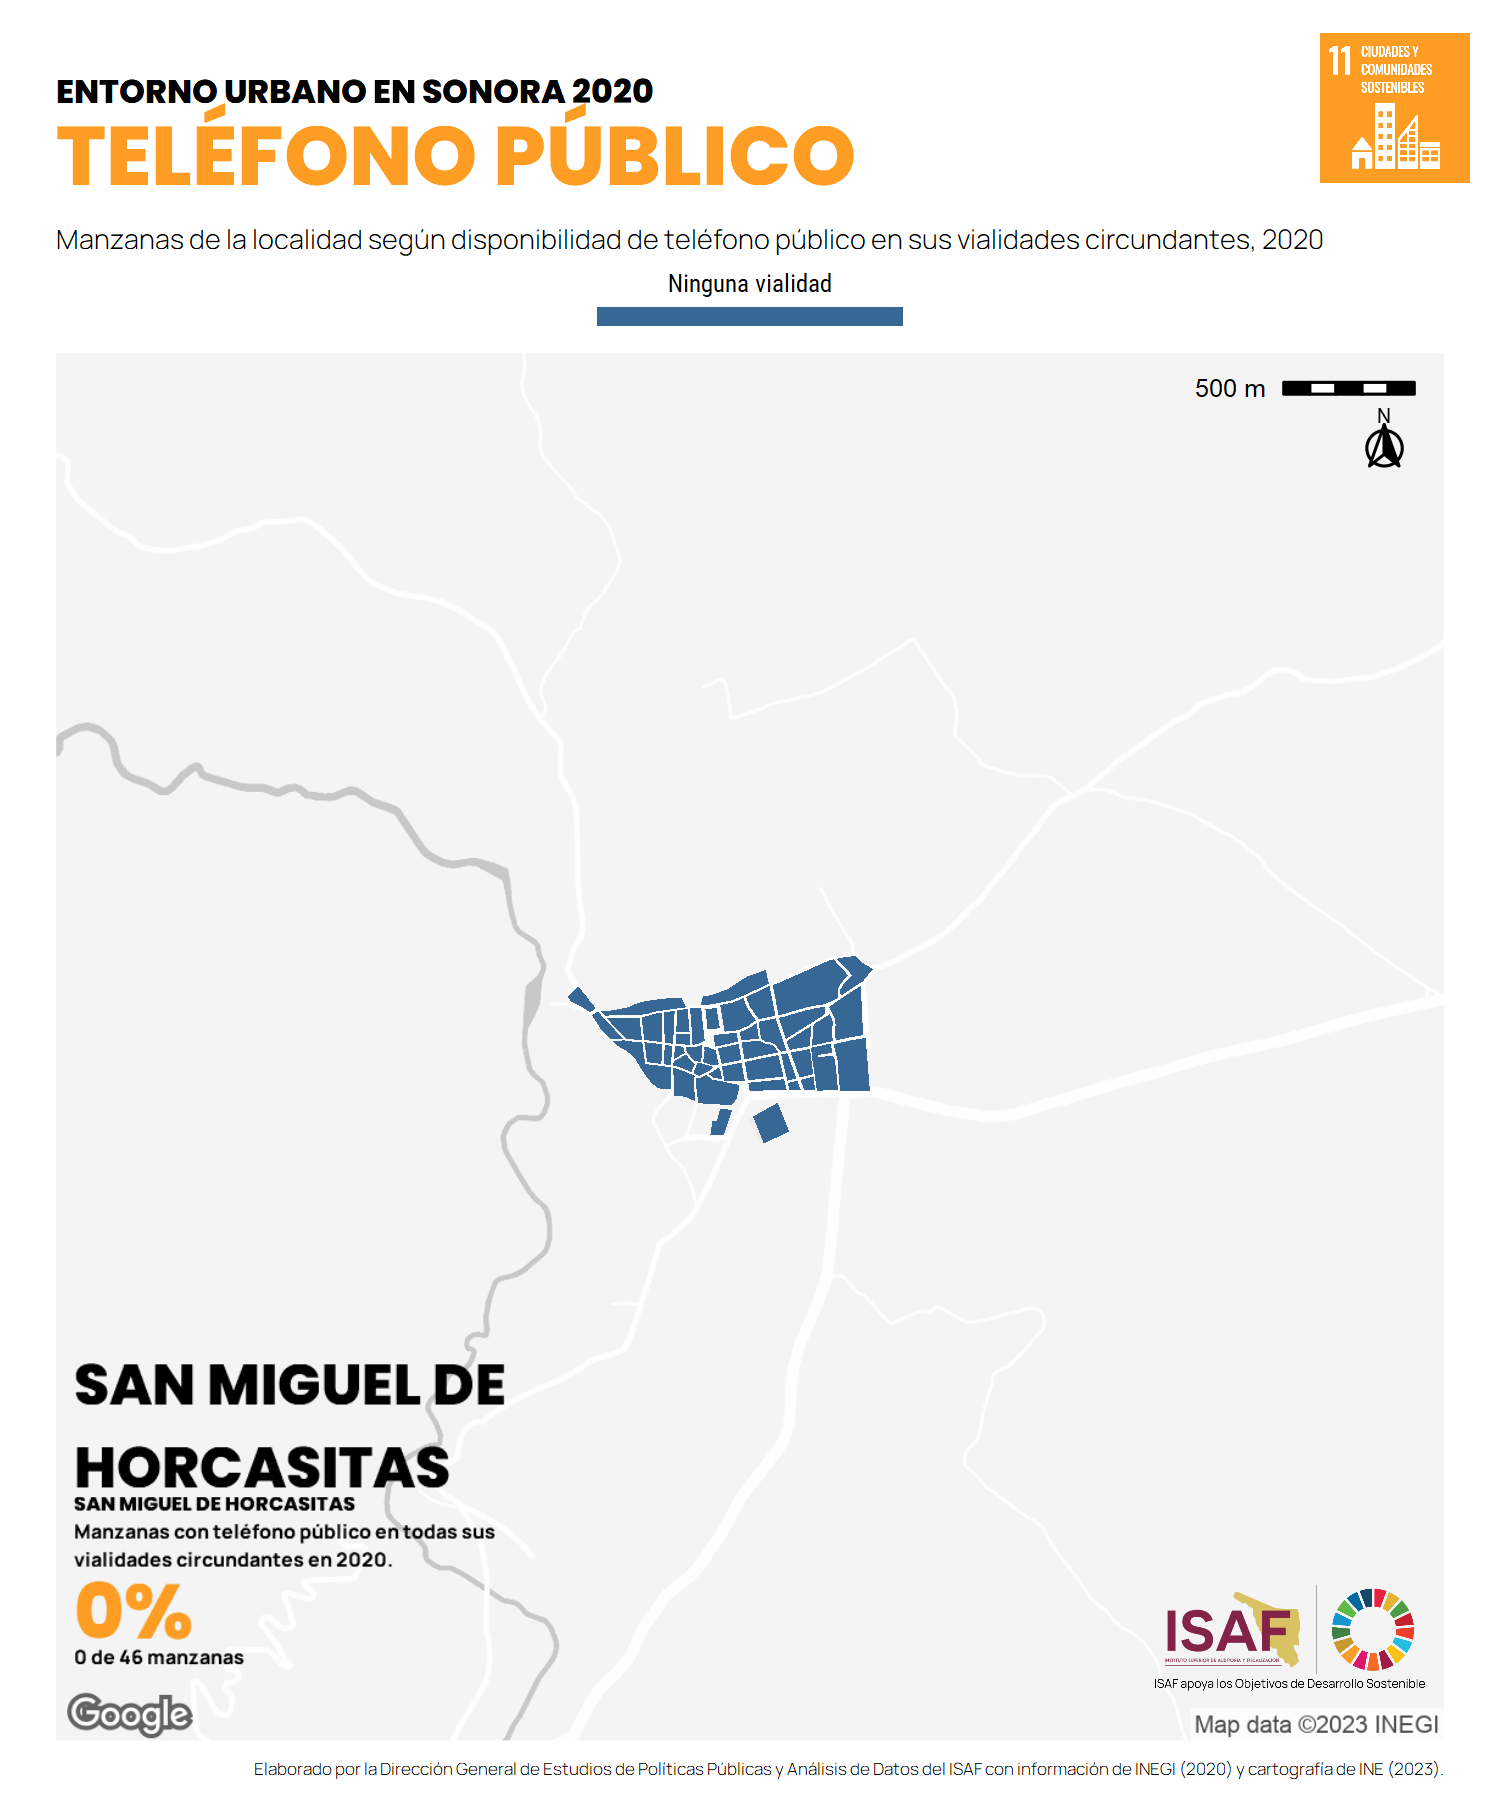 ENTORNO URBANO EN SONORA 2020
TELÉFONO PÚBLICO
11 CIUDADES Y
COMUNIDADES
SOSTENIBLES
Manzanas de la localidad según disponibilidad de teléfono público en sus vialidades circundantes, 2020
Ninguna vialidad
500 m
N
SAN MIGUEL DE
HORCASITAS
SAN MIGUEL DE HORCASITAS
Manzanas con teléfono público en todas sus
vialidades circundantes en 2020.
0%
0 de 46 manzanas
Google
ISAF
INSTITUTO SUPERIOR DE AUDITORÍA Y FISCALIZACIÓN
ISAF apoya los Objetivos de Desarrollo Sostenible
Map data ©2023 INEGI
Elaborado por la Dirección General de Estudios de Políticas Públicas y Análisis de Datos del ISAF con información de INEGI (2020) y cartografía de INE (2023).